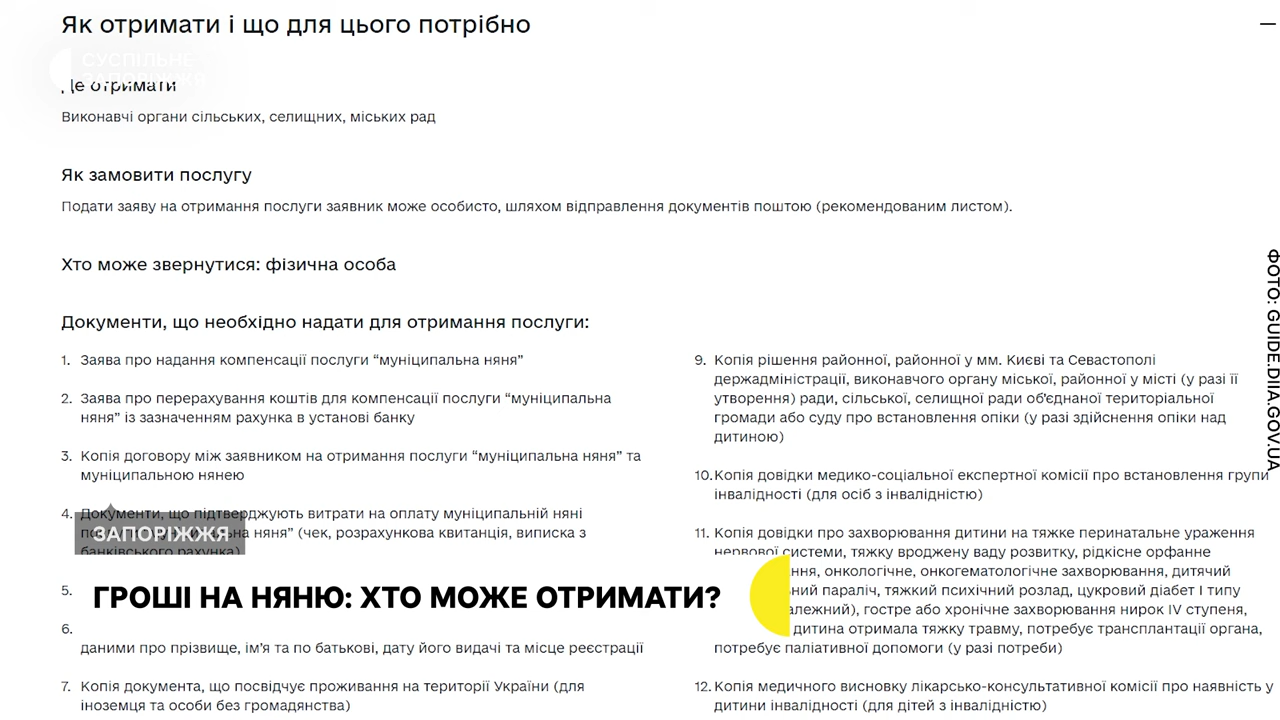 Як отримати і що для цього потрібно
СУСПІЛЬНЕ
ЗАПОРІЖЖЯ
Де отримати
Виконавчі органи сільських, селищних, міських рад
Як замовити послугу
Подати заяву на отримання послуги заявник може особисто, шляхом відправлення документів поштою (рекомендованим листом).
Хто може звернутися: фізична особа
Документи, що необхідно надати для отримання послуги:
1. Заява про надання компенсації послуги “муніципальна няня”
2. Заява про перерахування коштів для компенсації послуги “муніципальна
няня” із зазначенням рахунка в установі банку
3. Копія договору між заявником на отримання послуги “муніципальна няня” та
муніципальною нянею
4. Документи, що підтверджують витрати на оплату муніципальній няні
няня” (чек, розрахункова квитанція, виписка з
банківського рахунка)
5.
6.
даними про прізвище, ім’я та по батькові, дату його видачі та місце реєстрації
7. Копія документа, що посвідчує проживання на території України (для
іноземця та особи без громадянства)
9. Копія рішення районної, районної у мм. Києві та Севастополі
держадміністрації, виконавчого органу міської, районної у місті (у разі її
утворення) ради, сільської, селищної ради об’єднаної територіальної
громади або суду про встановлення опіки (у разі здійснення опіки над
дитиною)
10. Копія довідки медико-соціальної експертної комісії про встановлення групи
інвалідності (для осіб з інвалідністю)
11. Копія довідки про захворювання дитини на тяжке перинатальне ураження
нервової системи, тяжку вроджену ваду розвитку, рідкісне орфанне
ння, онкологічне, онкогематологічне захворювання, дитячий
ний параліч, тяжкий психічний розлад, цукровий діабет I типу
алежний), гостре або хронічне захворювання нирок IV ступеня,
дитина отримала тяжку травму, потребує трансплантації органа,
потребує паліативної допомоги (у разі потреби)
12. Копія медичного висновку лікарсько-консультативної комісії про наявність у
дитини інвалідності (для дітей з інвалідністю)
ЗАПОРІЖЖЯ
ГРОШІ НА НЯНЮ: ХТО МОЖЕ ОТРИМАТИ?
ФОТО: GUIDE.DIIA.GOV.UA